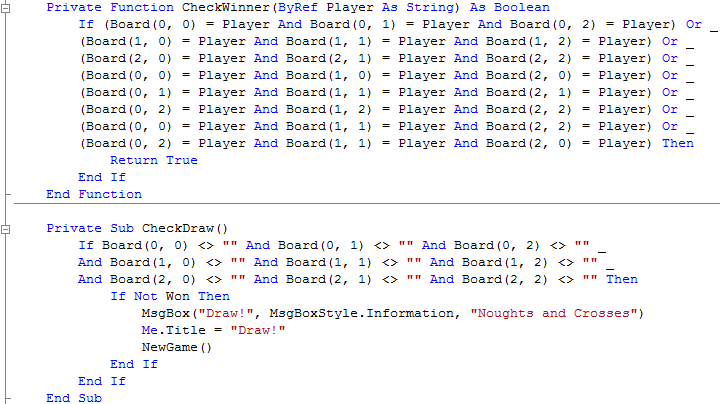 Private Function CheckWinner(ByRef Player As String) As Boolean
If (Board(0, 0) = Player And Board(0, 1) = Player And Board(0, 2) = Player) Or _
(Board(1, 0) = Player And Board(1, 1) = Player And Board(1, 2) = Player) Or _
(Board(2, 0) = Player And Board(2, 1) = Player And Board(2, 2) = Player) Or _
(Board(0, 0) = Player And Board(1, 0) = Player And Board(2, 0) = Player) Or _
(Board(0, 1) = Player And Board(1, 1) = Player And Board(2, 1) = Player) Or _
(Board(0, 2) = Player And Board(1, 2) = Player And Board(2, 2) = Player) Or _
(Board(0, 0) = Player And Board(1, 1) = Player And Board(2, 2) = Player) Or _
(Board(0, 2) = Player And Board(1, 1) = Player And Board(2, 0) = Player) Then
Return True
End If
End Function
Private Sub CheckDraw()
If Board(0, 0) <> "" And Board(0, 1) <> "" And Board(0, 2) <> "" _
And Board(1, 0) <> "" And Board(1, 1) <> "" And Board(1, 2) <> "" _
And Board(2, 0) <> "" And Board(2, 1) <> "" And Board(2, 2) <> "" Then
If Not Won Then
MsgBox("Draw!", MsgBoxStyle.Information, "Noughts and Crosses")
Me.Title = "Draw!"
NewGame()
End If
End If
End Sub